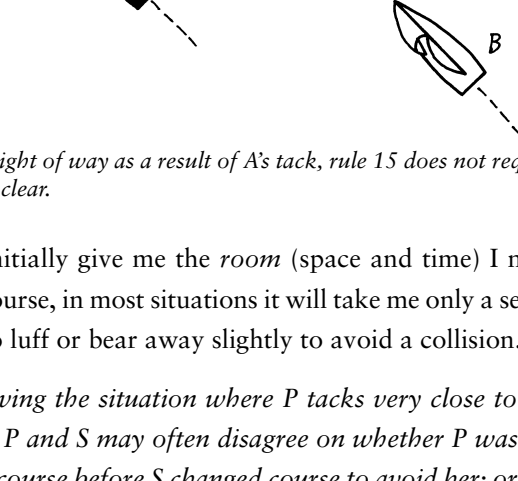 B
ight of way as a result of A's tack, rule 15 does not req
clear.
nitially give me the room (space and time) I n
ourse, in most situations it will take me only a se
o luff or bear away slightly to avoid a collision.
ving the situation where P tacks very close to
P and S may often disagree on whether P was
course before S changed course to avoid her; or